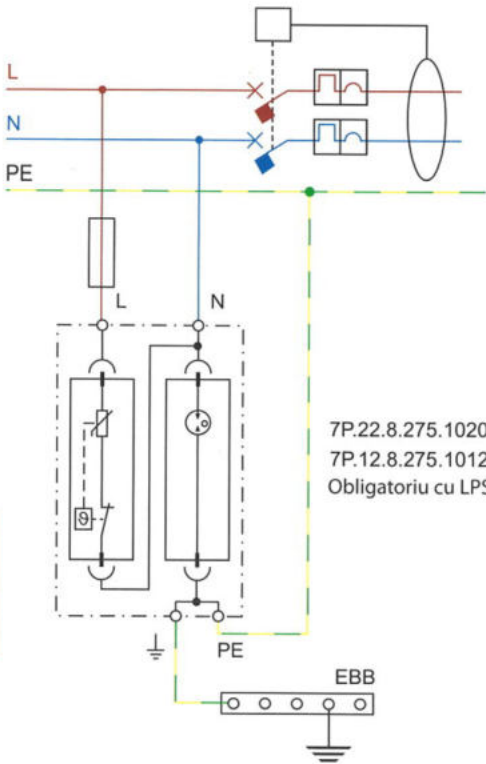 L
N
PE
L
N
7P.22.8.275.1020
7P.12.8.275.1012
Obligatoriu cu LPS
ϑ
PE
EBB